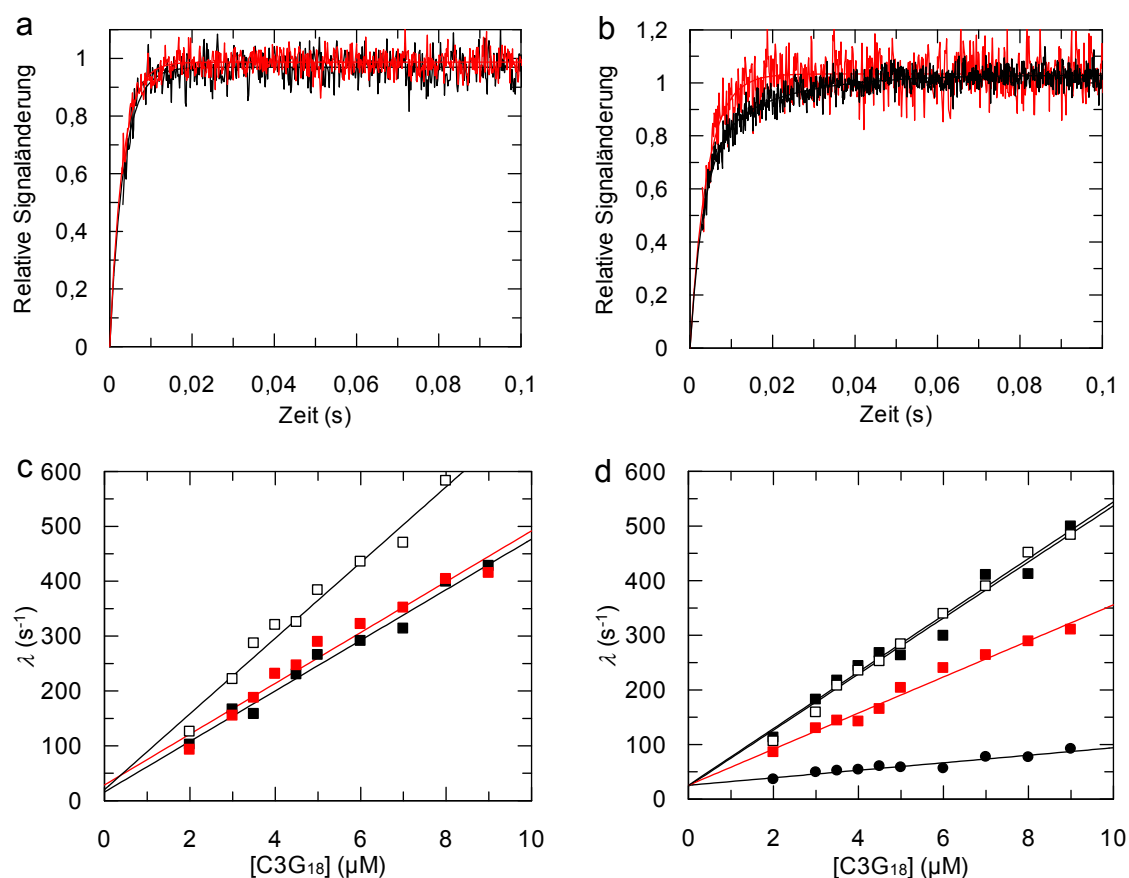 a
Relative Signaländerung
1
0,8
0,6
0,4
0,2
0
0 0,02 0,04 0,06 0,08 0,1
Zeit (s)
b
Relative Signaländerung
1,2
1
0,8
0,6
0,4
0,2
0
0 0,02 0,04 0,06 0,08 0,1
Zeit (s)
c
λ (s⁻¹)
600
500
400
300
200
100
0
0 2 4 6 8 10
[C3G₁₈] (µM)
d
λ (s⁻¹)
600
500
400
300
200
100
0
0 2 4 6 8 10
[C3G₁₈] (µM)